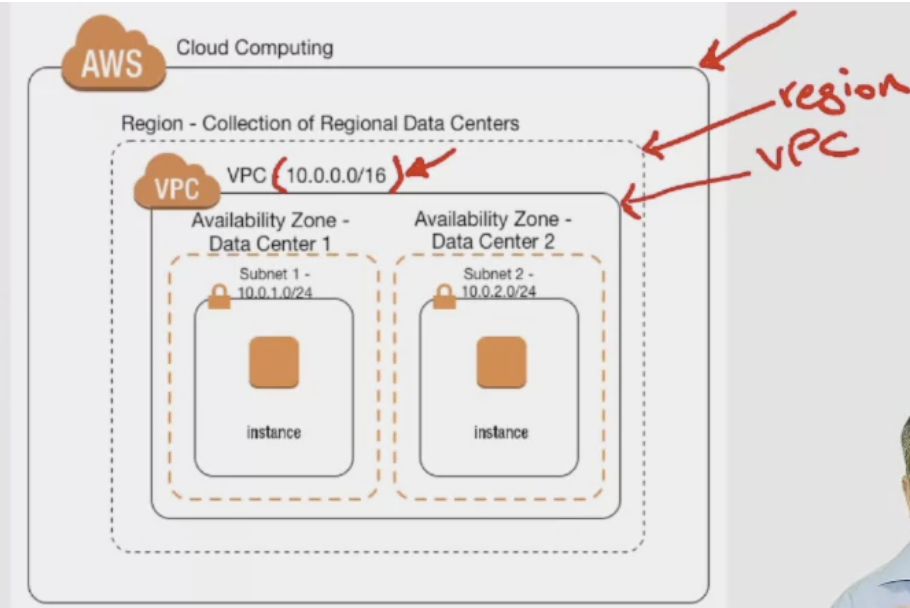 AWS
Cloud Computing
region
Region - Collection of Regional Data Centers
VPC
VPC (10.0.0.0/16)
VPC
Availability Zone -
Data Center 1
Availability Zone -
Data Center 2
Subnet 1 -
10.0.1.0/24
Subnet 2 -
10.0.2.0/24
instance
instance